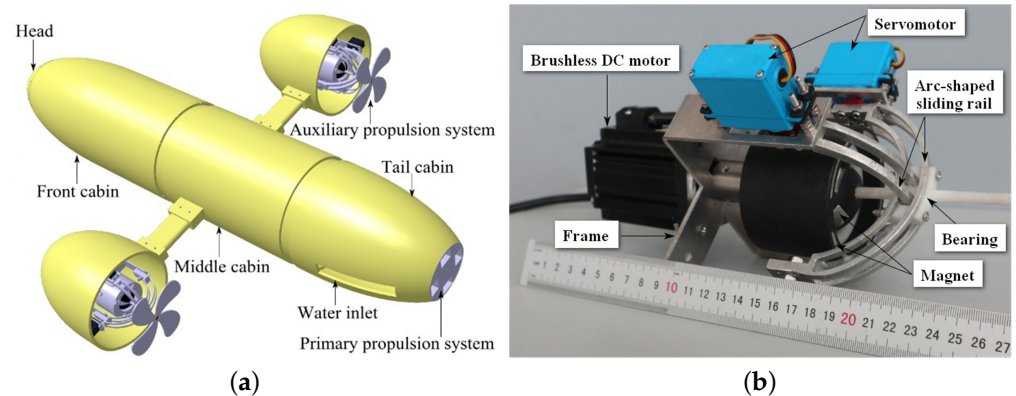 Head
Auxiliary propulsion system
Tail cabin
Front cabin
Middle cabin
Water inlet
Primary propulsion system
(a)
Servomotor
Brushless DC motor
Arc-shaped
sliding rail
Frame
Bearing
Magnet
1 2 3 4 5 6 7 8 9 10 11 12 13 14 15 16 17 18 19 20 21 22 23 24 25 26 27
(b)